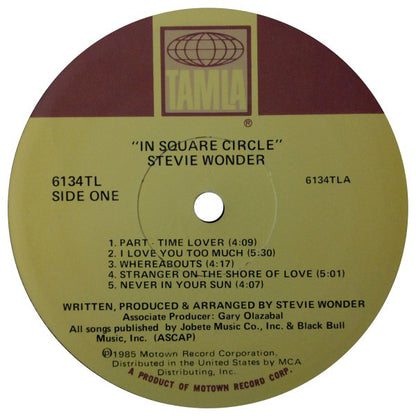 TAMLA
®
"IN SQUARE CIRCLE"
STEVIE WONDER
6134TL
SIDE ONE
6134TLA
1. PART - TIME LOVER (4:09)
2. I LOVE YOU TOO MUCH (5:30)
3. WHEREABOUTS (4:17)
4. STRANGER ON THE SHORE OF LOVE (5:01)
5. NEVER IN YOUR SUN (4:07)
WRITTEN, PRODUCED & ARRANGED BY STEVIE WONDER
Associate Producer: Gary Olazabal
All songs published by Jobete Music Co., Inc. & Black Bull
Music, Inc. (ASCAP)
℗1985 Motown Record Corporation.
Distributed in the United States by MCA
Distributing, Inc.
A PRODUCT OF MOTOWN RECORD CORP.